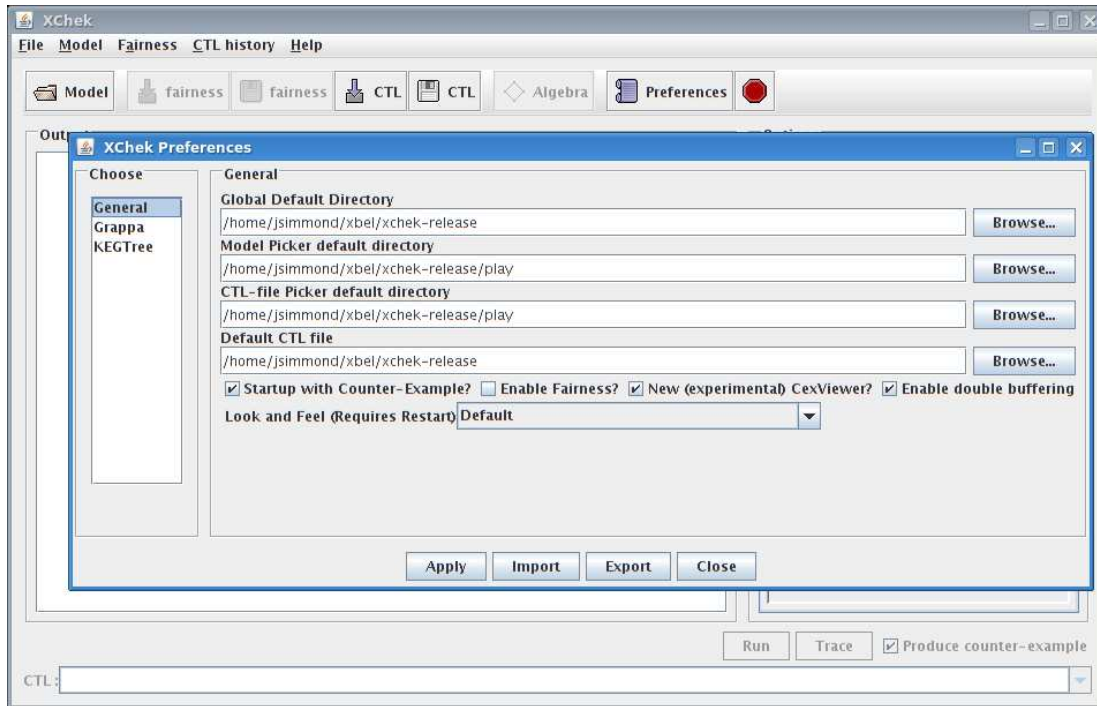 XChek
File Model Fairness CTL history Help
Model fairness fairness CTL CTL Algebra Preferences
XChek Preferences
Choose
General
Grappa
KEGTree
General
Global Default Directory
/home/jsimmond/xbel/xchek-release Browse...
Model Picker default directory
/home/jsimmond/xbel/xchek-release/play Browse...
CTL-file Picker default directory
/home/jsimmond/xbel/xchek-release/play Browse...
Default CTL file
/home/jsimmond/xbel/xchek-release Browse...
Startup with Counter-Example? Enable Fairness? New (experimental) CexViewer? Enable double buffering
Look and Feel (Requires Restart) Default
Apply Import Export Close
Run Trace Produce counter-example
CTL: